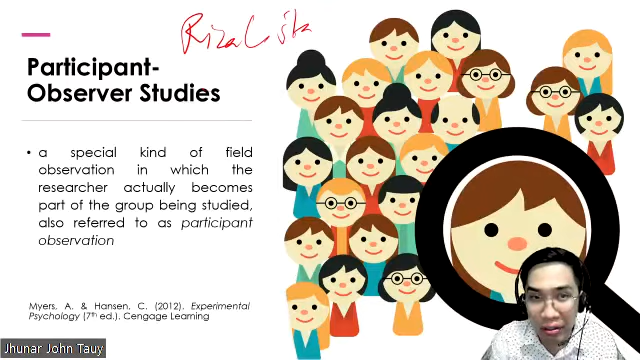 Participant-
Observer Studies
• a special kind of field
observation in which the
researcher actually becomes
part of the group being studied,
also referred to as participant
observation
Myers, A. & Hansen, C. (2012). Experimental
Psychology (7th ed.). Cengage Learning
Jhunar John Tauy